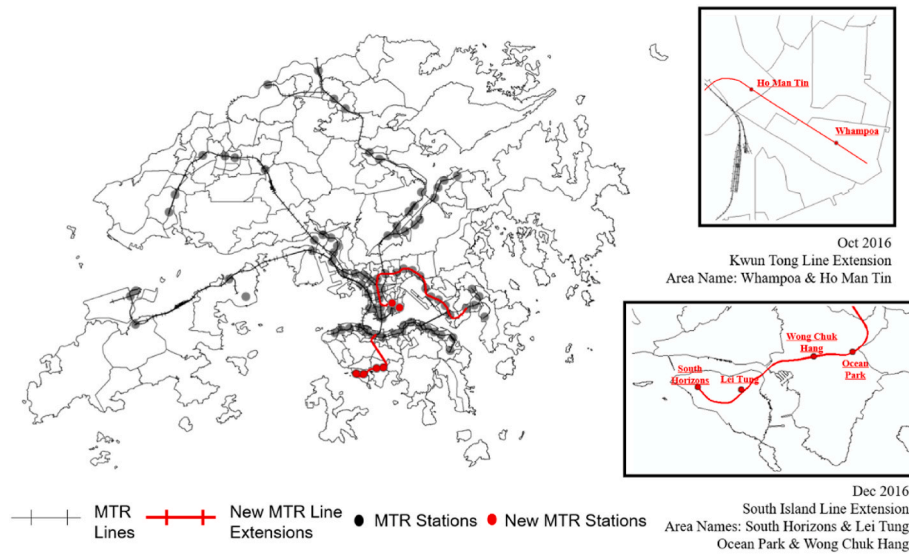 Ho Man Tin
Whampoa
Oct 2016
Kwun Tong Line Extension
Area Name: Whampoa & Ho Man Tin
Wong Chuk
Hang
Ocean
Park
South
Horizons
Lei Tung
Dec 2016
South Island Line Extension
Area Names: South Horizons & Lei Tung
Ocean Park & Wong Chuk Hang
MTR
Lines
New MTR Line
Extensions
MTR Stations
New MTR Stations